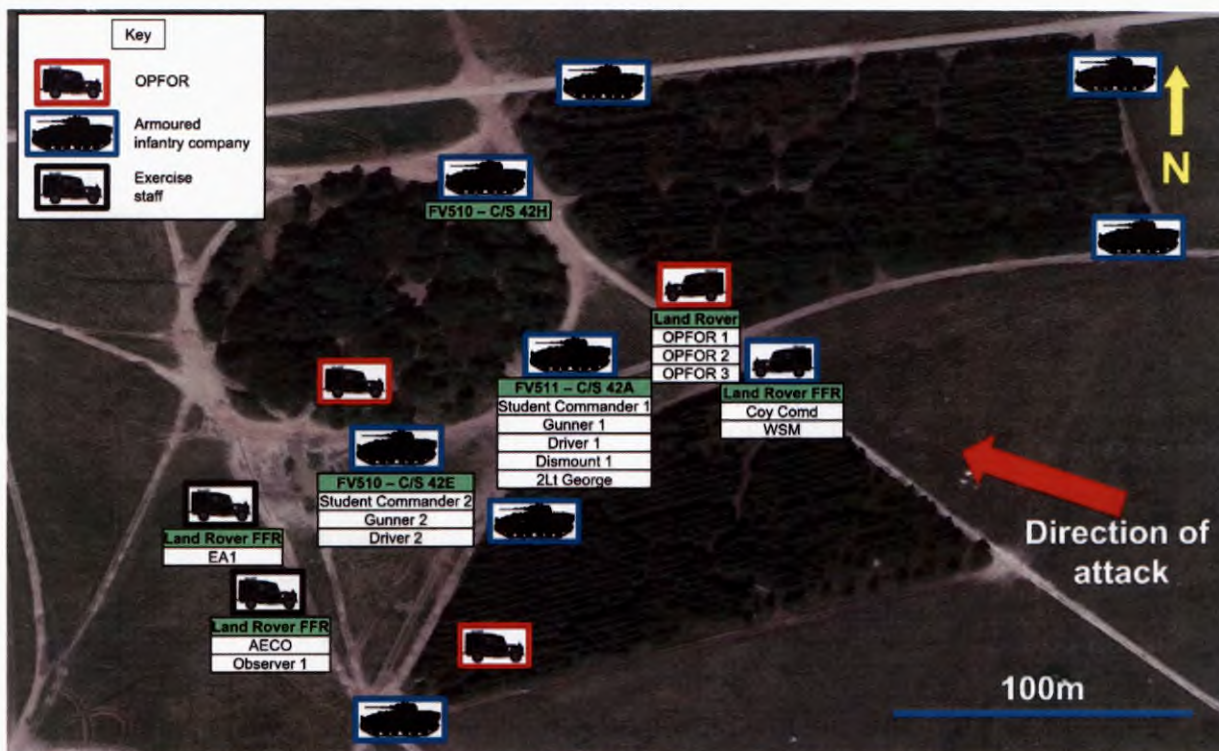 Key
OPFOR
Armoured
infantry company
Exercise
staff
N
FV510 – C/S 42H
Land Rover
OPFOR 1
OPFOR 2
OPFOR 3
FV511 – C/S 42A
Student Commander 1
Gunner 1
Driver 1
Dismount 1
2Lt George
Land Rover FFR
Coy Comd
WSM
FV510 – C/S 42E
Student Commander 2
Gunner 2
Driver 2
Land Rover FFR
EA1
Land Rover FFR
AECO
Observer 1
Direction of
attack
100m